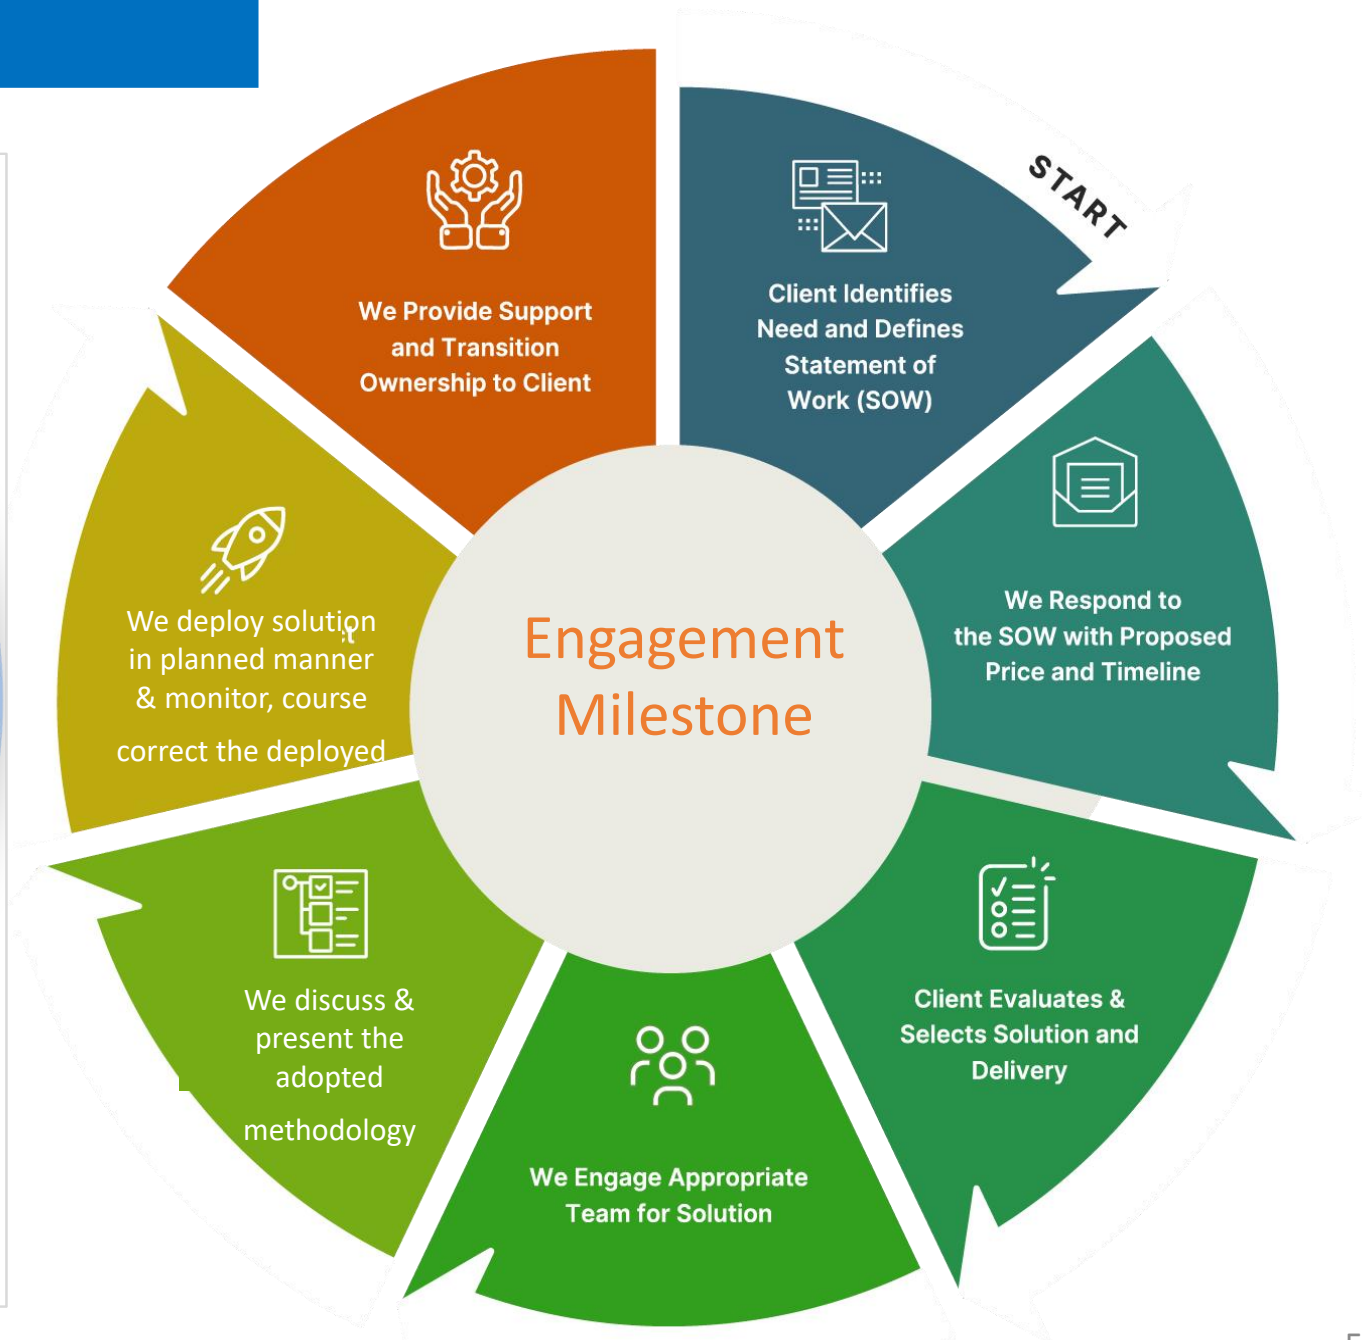 START
Client Identifies
Need and Defines
Statement of
Work (SOW)
We Respond to
the SOW with Proposed
Price and Timeline
Client Evaluates &
Selects Solution and
Delivery
We Engage Appropriate
Team for Solution
We discuss &
present the
adopted
methodology
We deploy solution
in planned manner
& monitor, course
correct the deployed
We Provide Support
and Transition
Ownership to Client
Engagement
Milestone